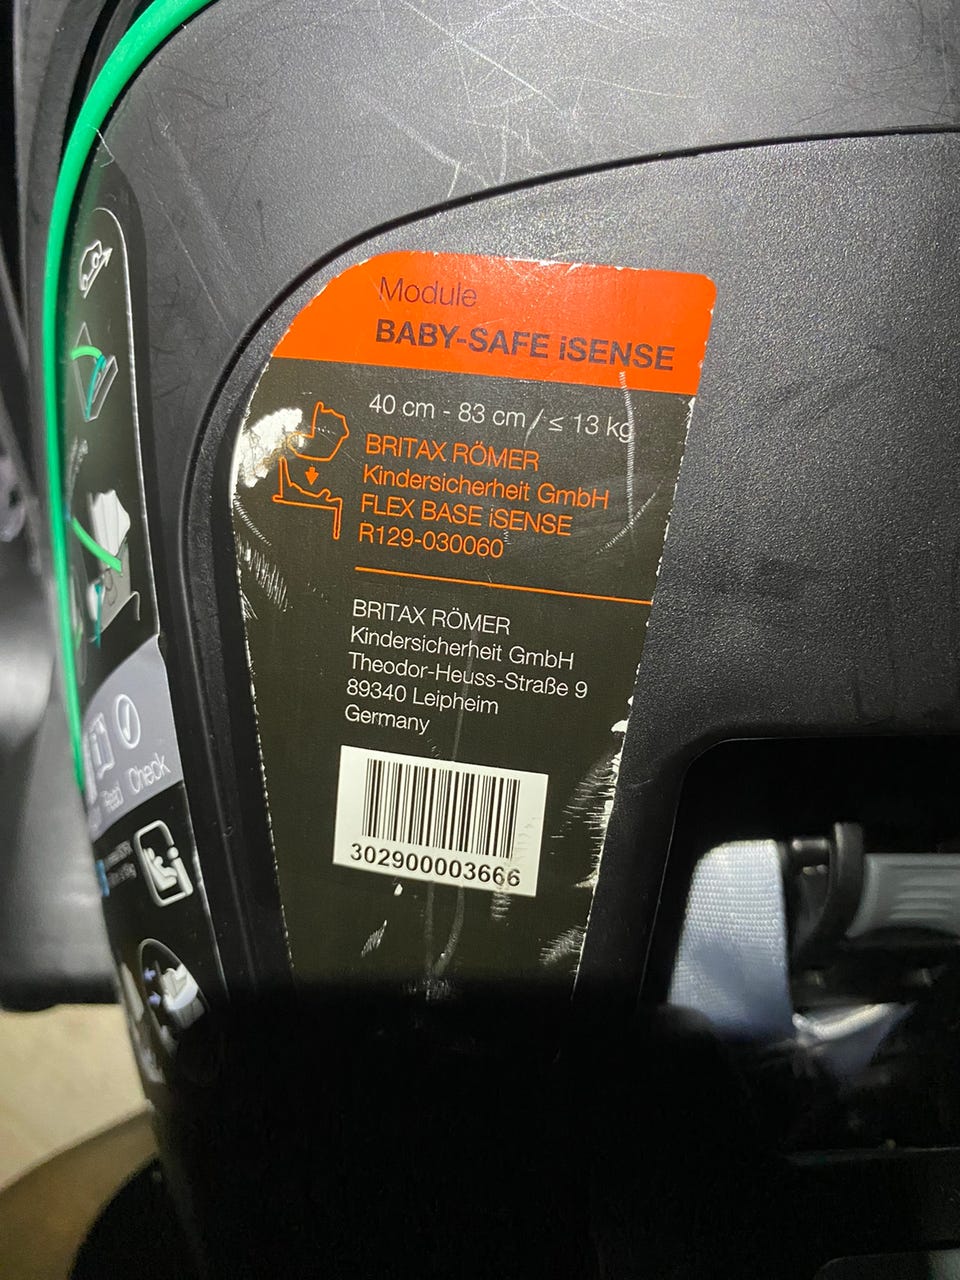 Module
BABY-SAFE iSENSE
40 cm - 83 cm / ≤ 13 kg
BRITAX RÖMER
Kindersicherheit GmbH
FLEX BASE iSENSE
R129-030060
BRITAX RÖMER
Kindersicherheit GmbH
Theodor-Heuss-Straße 9
89340 Leipheim
Germany
302900003666
Read Check